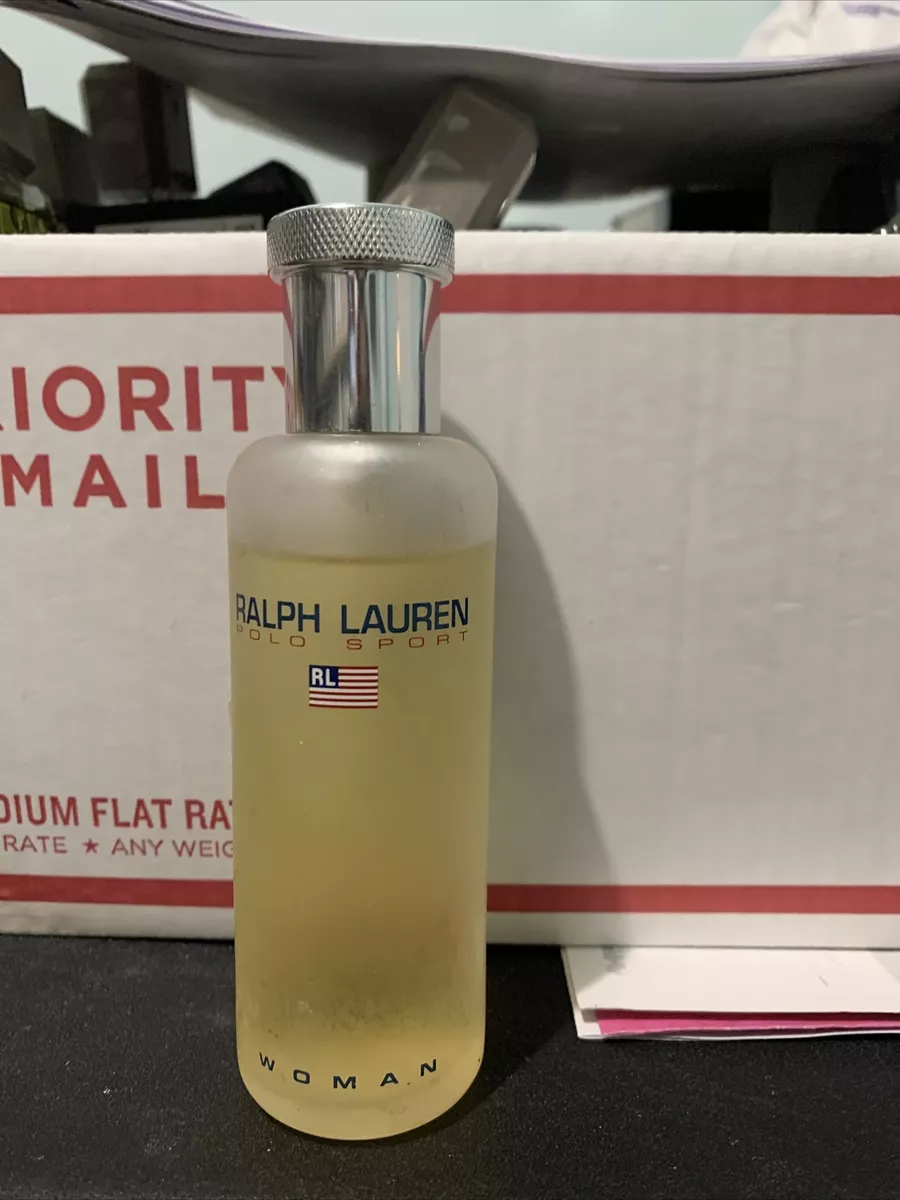 RIORITY
MAIL
RALPH LAUREN
POLO SPORT
RL
DIUM FLAT RAT
RATE ★ ANY WEIG
WOMAN